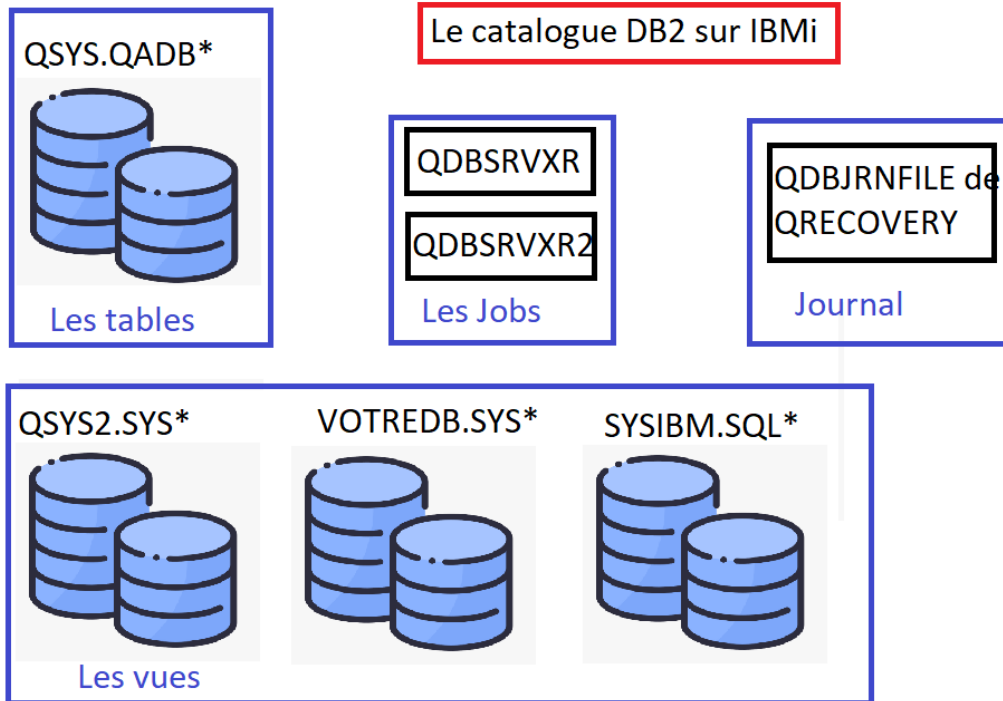 Le catalogue DB2 sur IBMi
QSYS.QADB*
Les tables
QDBSRVXR
QDBSRVXR2
Les Jobs
QDBJRNFILE de
QRECOVERY
Journal
QSYS2.SYS*
VOTREDB.SYS*
SYSIBM.SQL*
Les vues